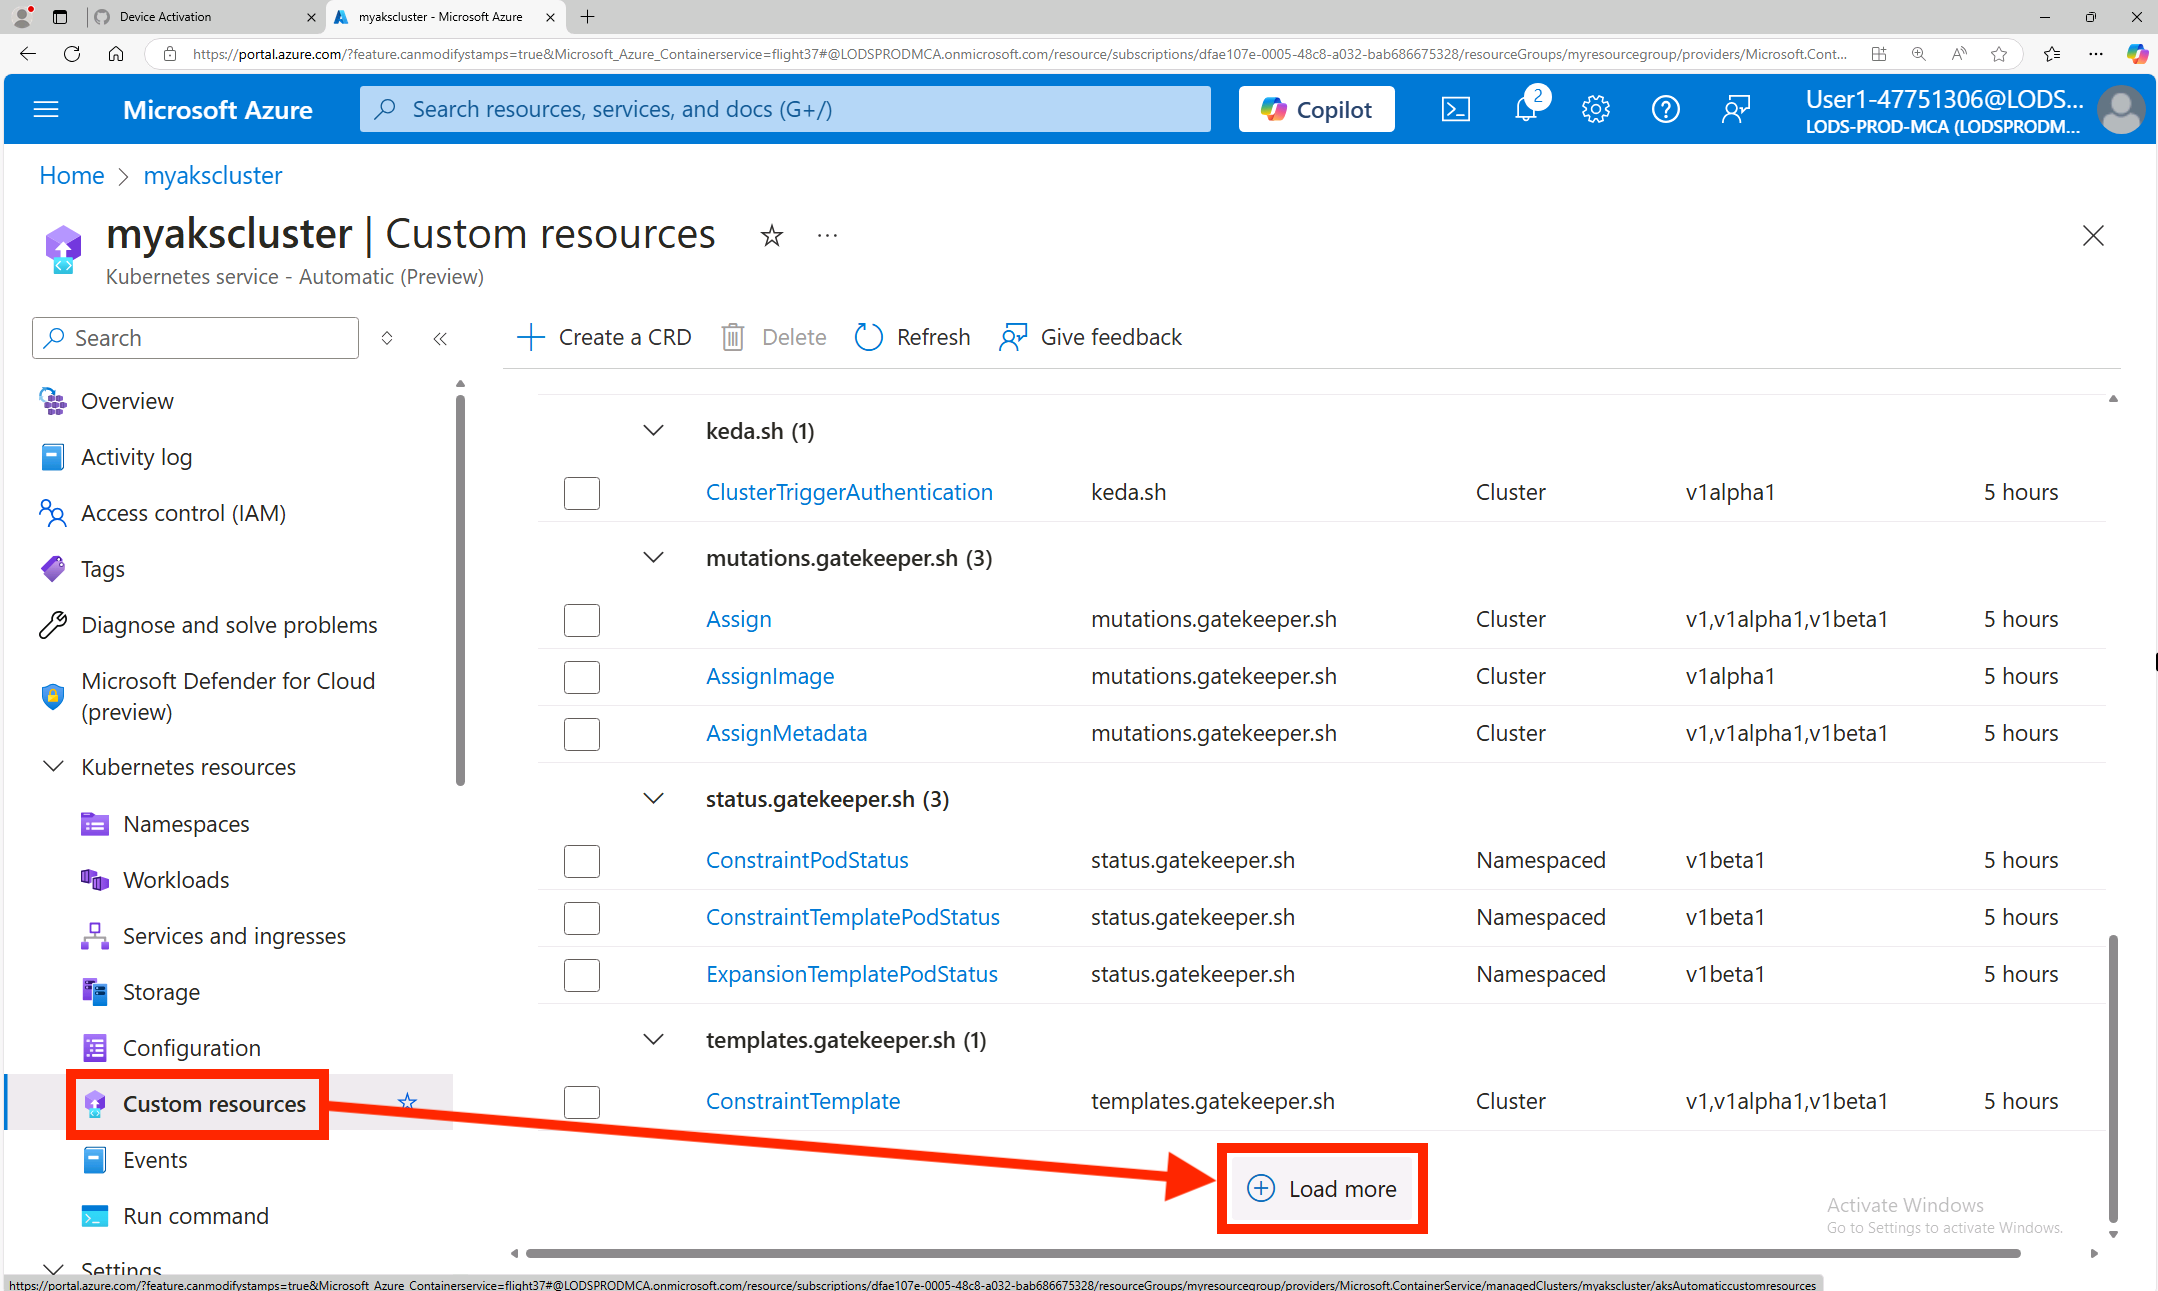 Device Activation
myakscluster - Microsoft Azure
https://portal.azure.com/?feature.canmodifystamps=true&Microsoft_Azure_Containerservice=flight37#@LODSPRODMCA.onmicrosoft.com/resource/subscriptions/dfae107e-0005-48c8-a032-bab686675328/resourceGroups/myresourcegroup/providers/Microsoft.Cont...
Microsoft Azure
Search resources, services, and docs (G+/)
Copilot
2
User1-47751306@LODS...
LODS-PROD-MCA (LODSPRODM...
Home > myakscluster
myakscluster | Custom resources
Kubernetes service - Automatic (Preview)
Search
Create a CRD
Delete
Refresh
Give feedback
Overview
Activity log
Access control (IAM)
Tags
Diagnose and solve problems
Microsoft Defender for Cloud
(preview)
Kubernetes resources
Namespaces
Workloads
Services and ingresses
Storage
Configuration
Custom resources
Events
Run command
Settings
keda.sh (1)
ClusterTriggerAuthentication keda.sh Cluster v1alpha1 5 hours
mutations.gatekeeper.sh (3)
Assign mutations.gatekeeper.sh Cluster v1,v1alpha1,v1beta1 5 hours
AssignImage mutations.gatekeeper.sh Cluster v1alpha1 5 hours
AssignMetadata mutations.gatekeeper.sh Cluster v1,v1alpha1,v1beta1 5 hours
status.gatekeeper.sh (3)
ConstraintPodStatus status.gatekeeper.sh Namespaced v1beta1 5 hours
ConstraintTemplatePodStatus status.gatekeeper.sh Namespaced v1beta1 5 hours
ExpansionTemplatePodStatus status.gatekeeper.sh Namespaced v1beta1 5 hours
templates.gatekeeper.sh (1)
ConstraintTemplate templates.gatekeeper.sh Cluster v1,v1alpha1,v1beta1 5 hours
Load more
Activate Windows
Go to Settings to activate Windows.
https://portal.azure.com/?feature.canmodifystamps=true&Microsoft_Azure_Containerservice=flight37#@LODSPRODMCA.onmicrosoft.com/resource/subscriptions/dfae107e-0005-48c8-a032-bab686675328/resourceGroups/myresourcegroup/providers/Microsoft.ContainerService/managedClusters/myakscluster/aksAutomaticcustomresources